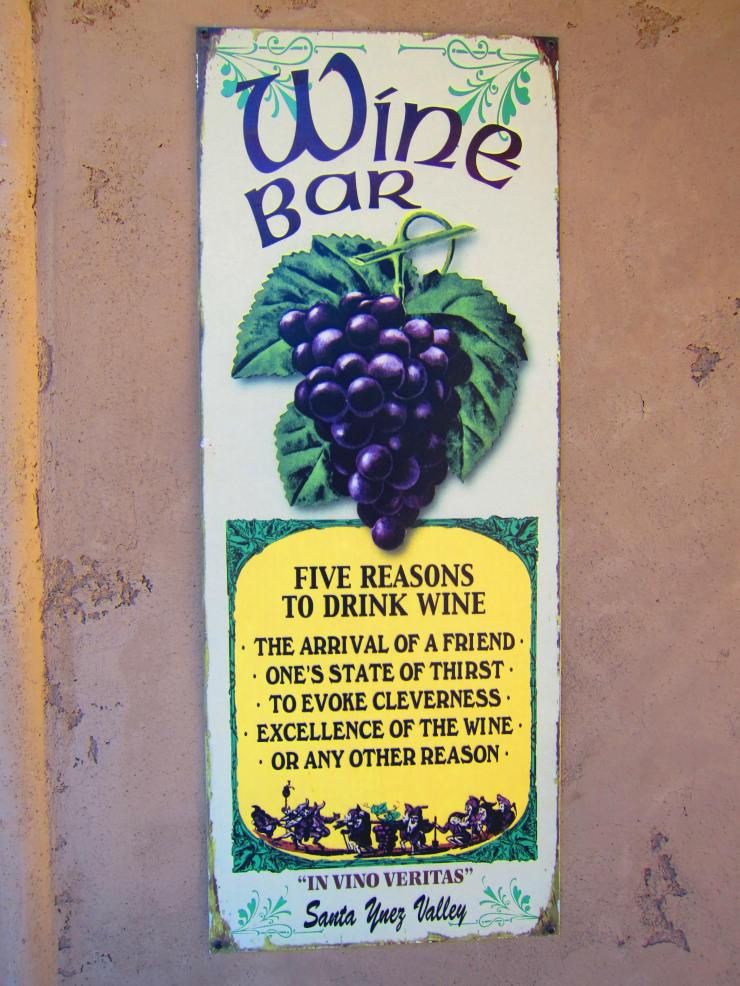 Wine
Bar
FIVE REASONS
TO DRINK WINE
· THE ARRIVAL OF A FRIEND ·
· ONE'S STATE OF THIRST ·
· TO EVOKE CLEVERNESS ·
· EXCELLENCE OF THE WINE ·
· OR ANY OTHER REASON ·
“IN VINO VERITAS”
Santa Ynez Valley